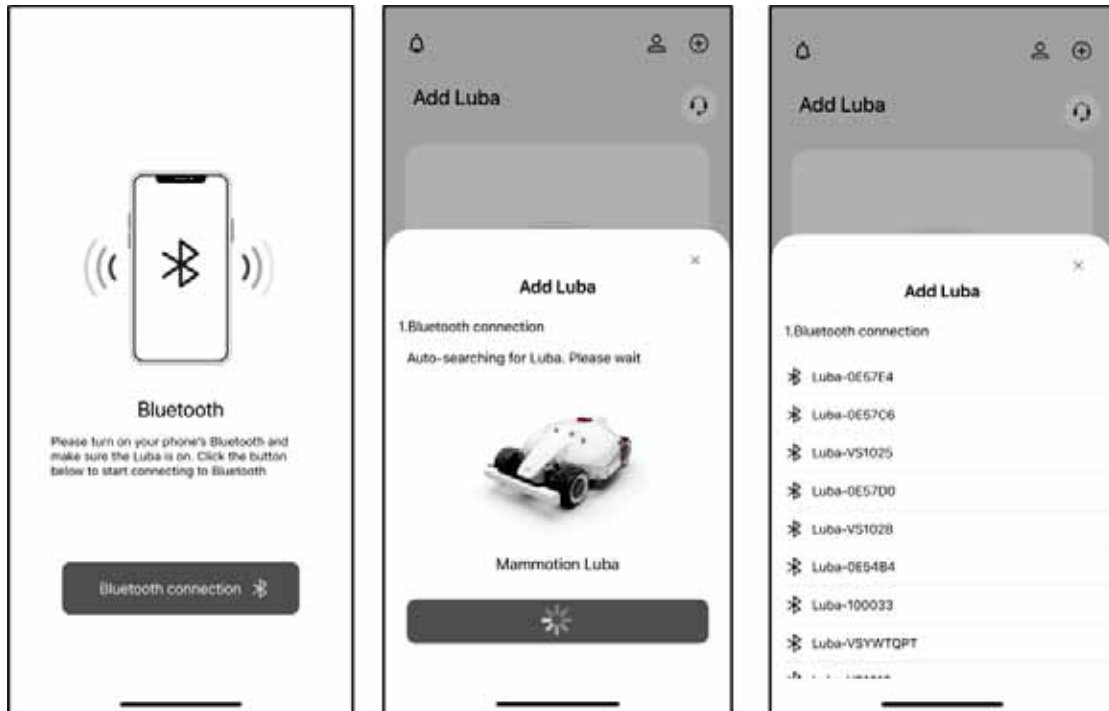 Bluetooth
Please turn on your phone's Bluetooth and
make sure the Luba is on. Click the button
below to start connecting to Bluetooth
Bluetooth connection
Add Luba
Add Luba
1.Bluetooth connection
Auto-searching for Luba. Please wait
Mammotion Luba
Add Luba
Add Luba
1.Bluetooth connection
Luba-0E57E4
Luba-0E57C6
Luba-VS1025
Luba-0E57D0
Luba-VS1028
Luba-0E54B4
Luba-100033
Luba-VSYWTQPT